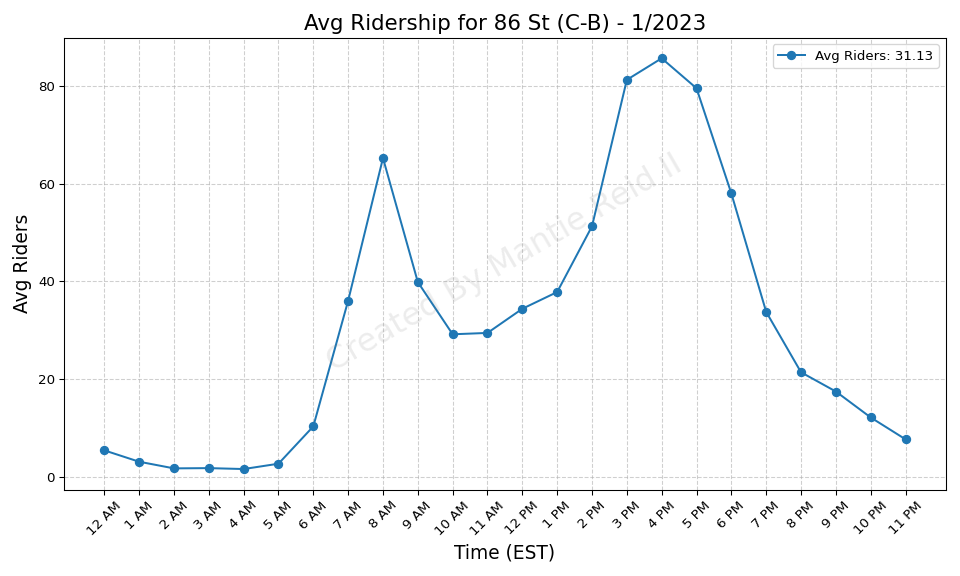 Avg Ridership for 86 St (C-B) - 1/2023
Avg Riders: 31.13
Avg Riders
80
60
40
20
0
Created By Mantle Reid II
12 AM
1 AM
2 AM
3 AM
4 AM
5 AM
6 AM
7 AM
8 AM
9 AM
10 AM
11 AM
12 PM
1 PM
2 PM
3 PM
4 PM
5 PM
6 PM
7 PM
8 PM
9 PM
10 PM
11 PM
Time (EST)